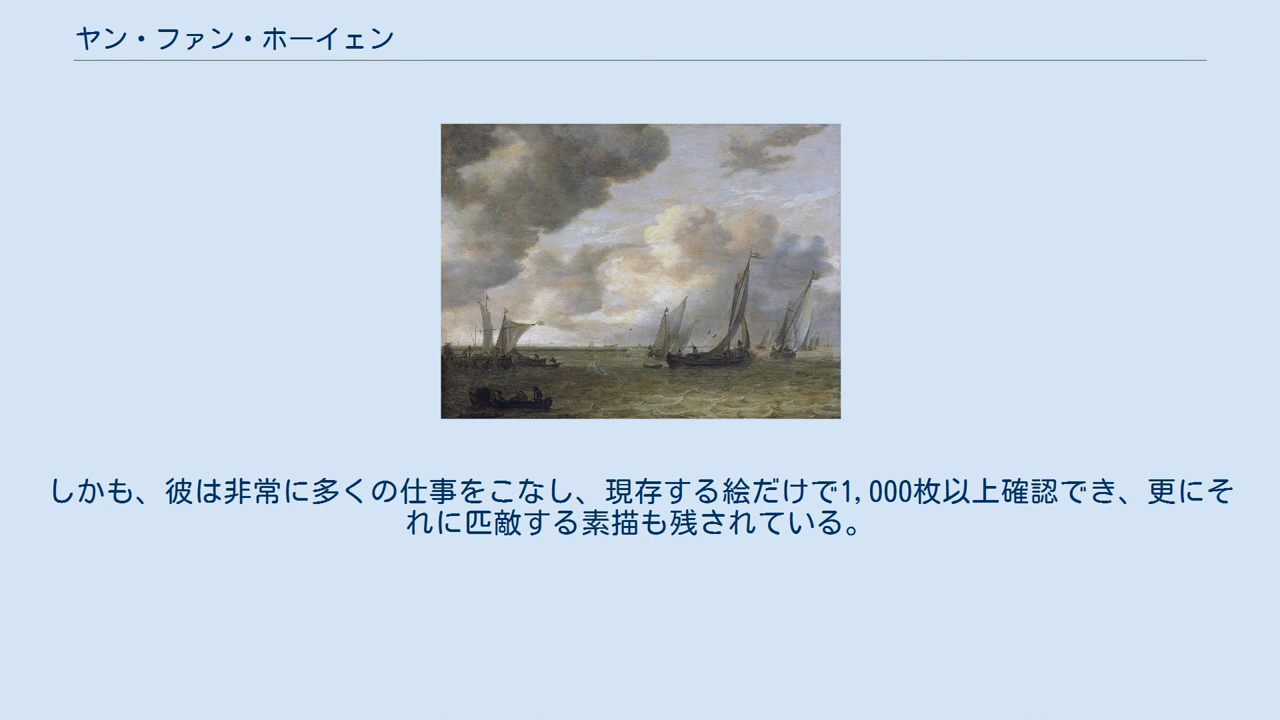 ヤン・ファン・ホーイェン
しかも、彼は非常に多くの仕事をこなし、現存する絵だけで1,000枚以上確認でき、更にそ
れに匹敵する素描も残されている。